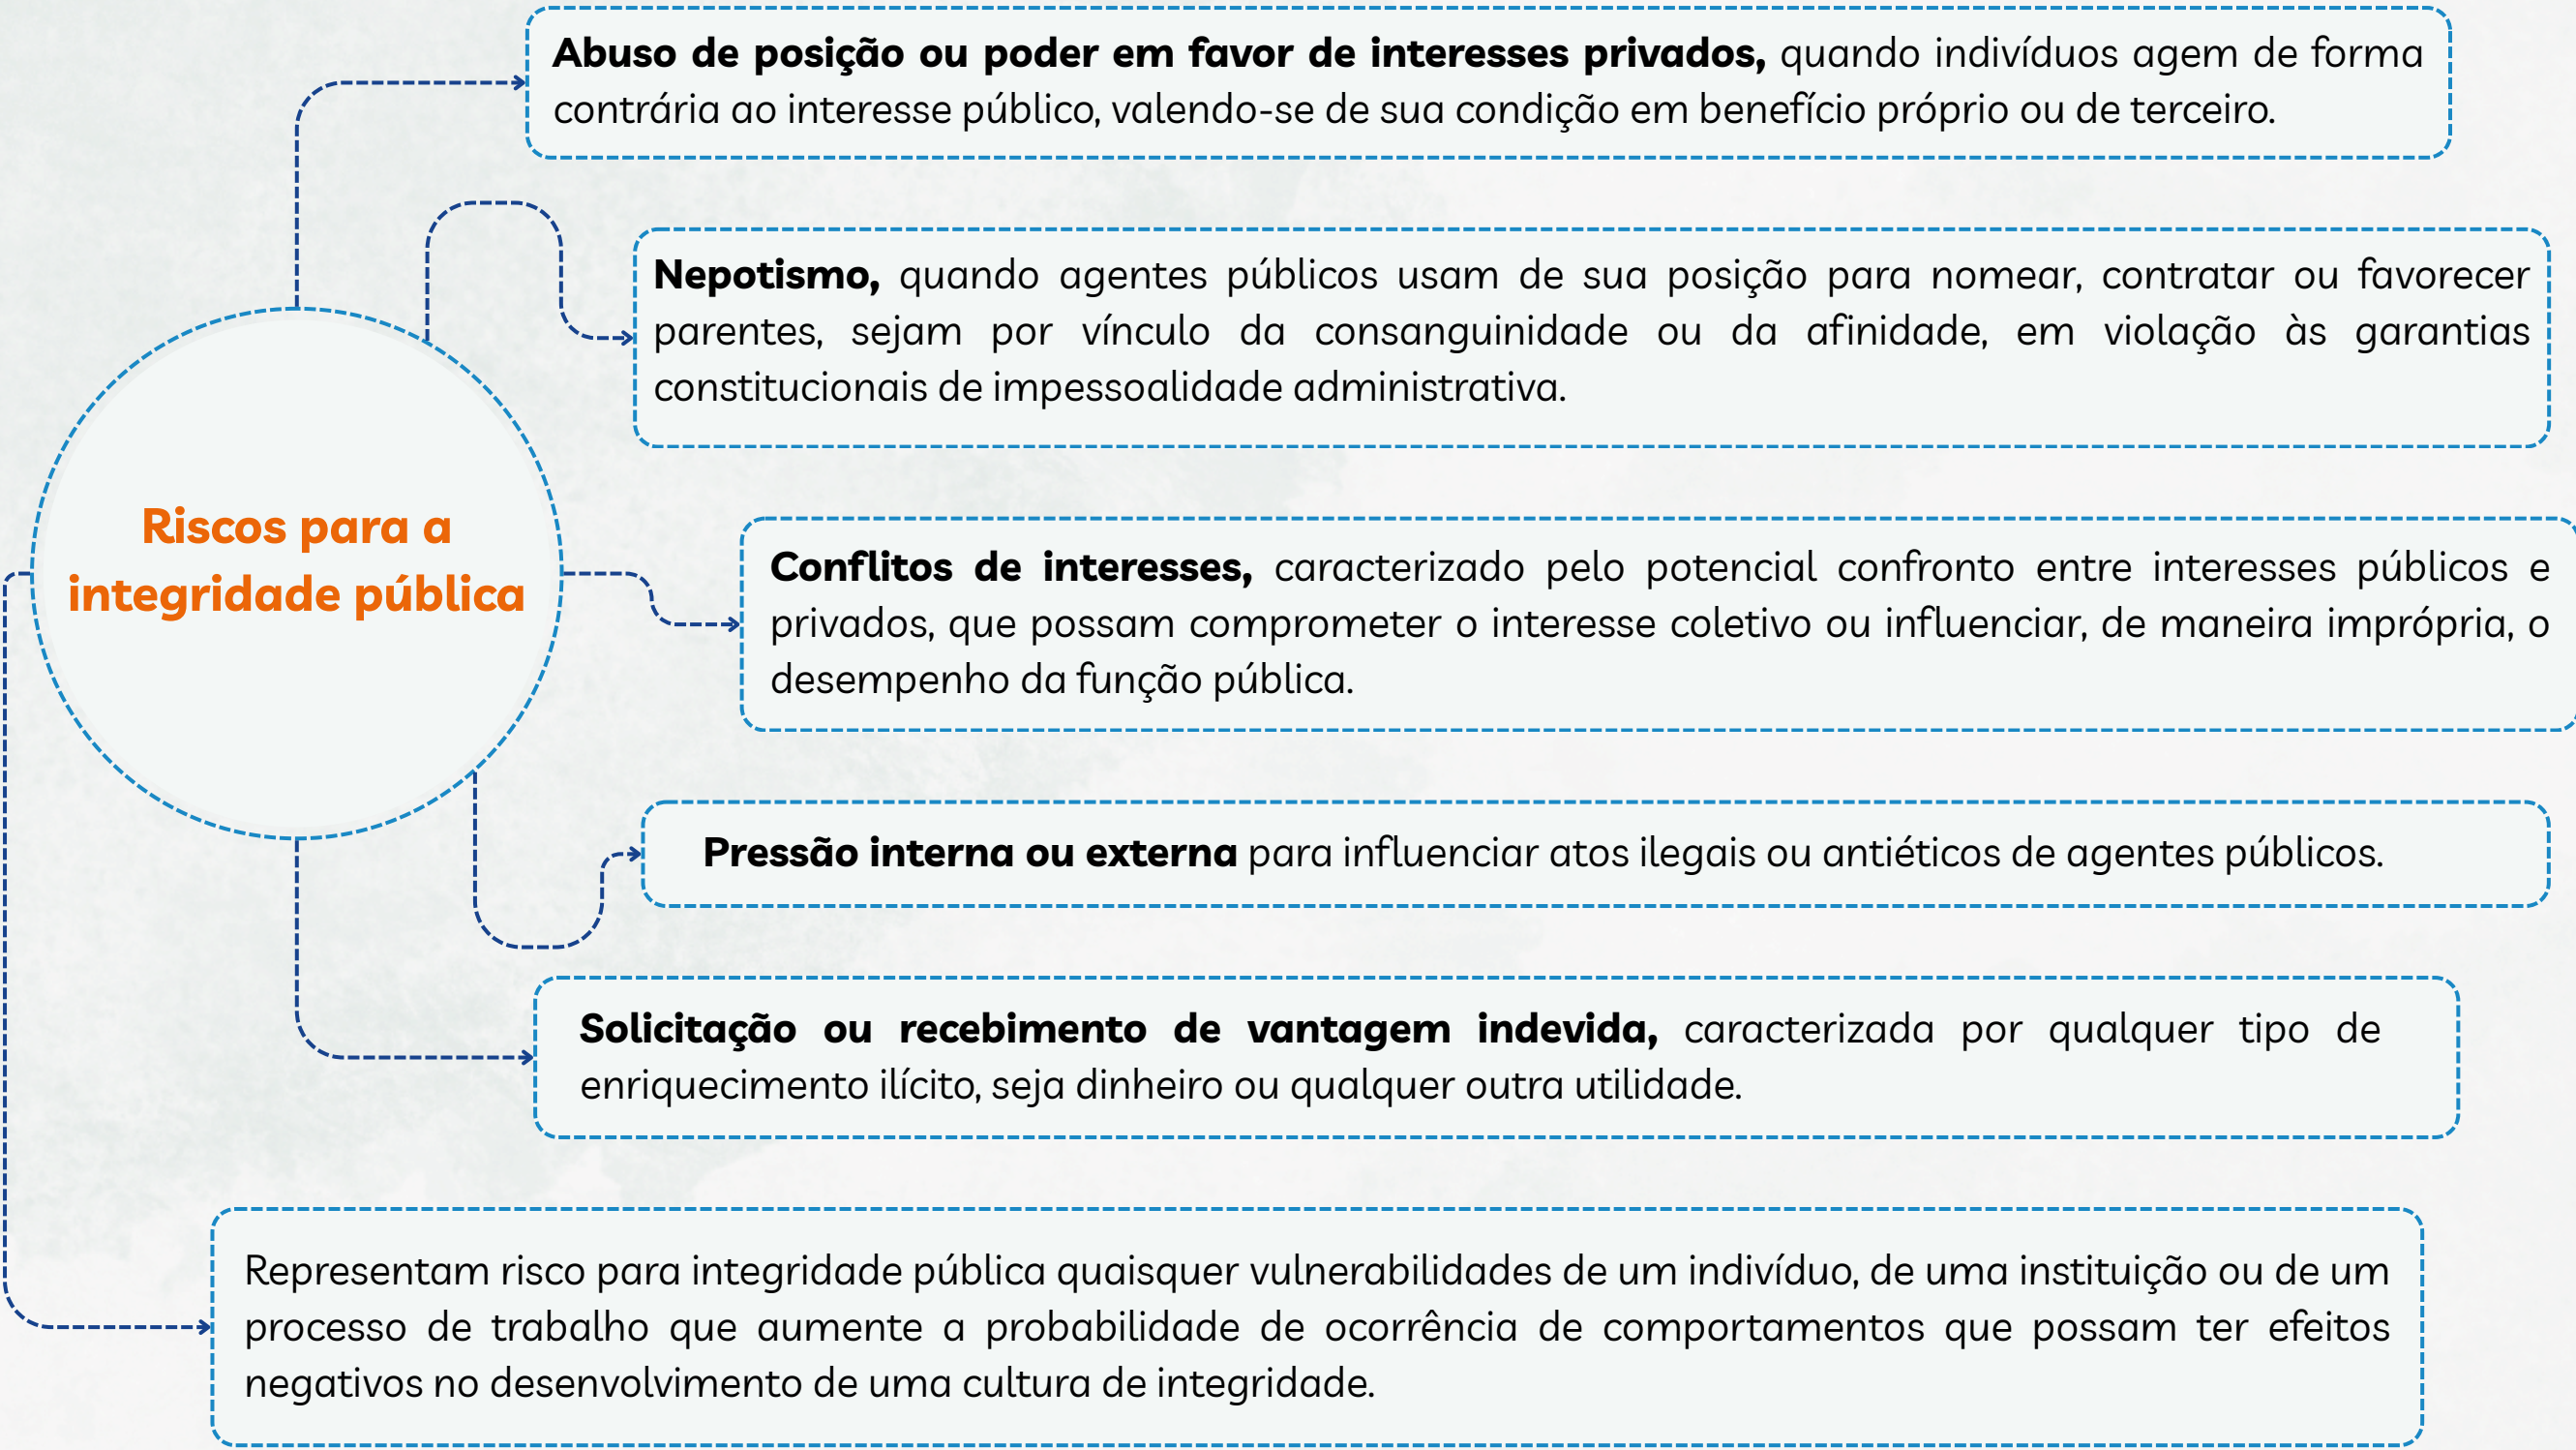 Abuso de posição ou poder em favor de interesses privados, quando indivíduos agem de forma
contrária ao interesse público, valendo-se de sua condição em benefício próprio ou de terceiro.
Nepotismo, quando agentes públicos usam de sua posição para nomear, contratar ou favorecer
parentes, sejam por vínculo da consanguinidade ou da afinidade, em violação às garantias
constitucionais de impessoalidade administrativa.
Riscos para a
integridade pública
Conflitos de interesses, caracterizado pelo potencial confronto entre interesses públicos e
privados, que possam comprometer o interesse coletivo ou influenciar, de maneira imprópria, o
desempenho da função pública.
Pressão interna ou externa para influenciar atos ilegais ou antiéticos de agentes públicos.
Solicitação ou recebimento de vantagem indevida, caracterizada por qualquer tipo de
enriquecimento ilícito, seja dinheiro ou qualquer outra utilidade.
Representam risco para integridade pública quaisquer vulnerabilidades de um indivíduo, de uma instituição ou de um
processo de trabalho que aumente a probabilidade de ocorrência de comportamentos que possam ter efeitos
negativos no desenvolvimento de uma cultura de integridade.